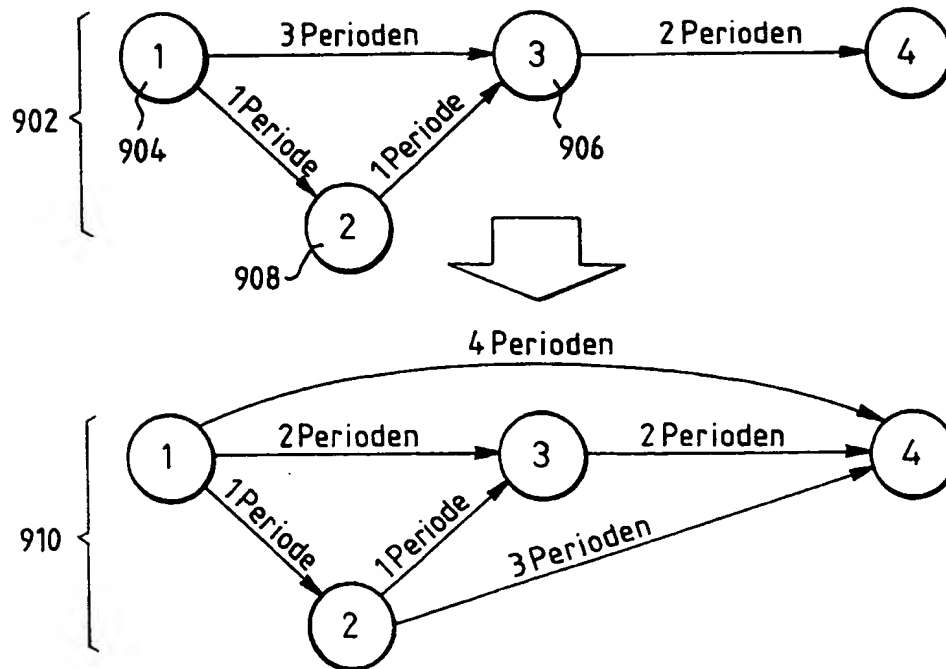 1
3 Perioden
3
2 Perioden
4
902
904
1 Periode
1 Periode
906
2
908
4 Perioden
1
2 Perioden
3
2 Perioden
4
910
1 Periode
1 Periode
3 Perioden
2